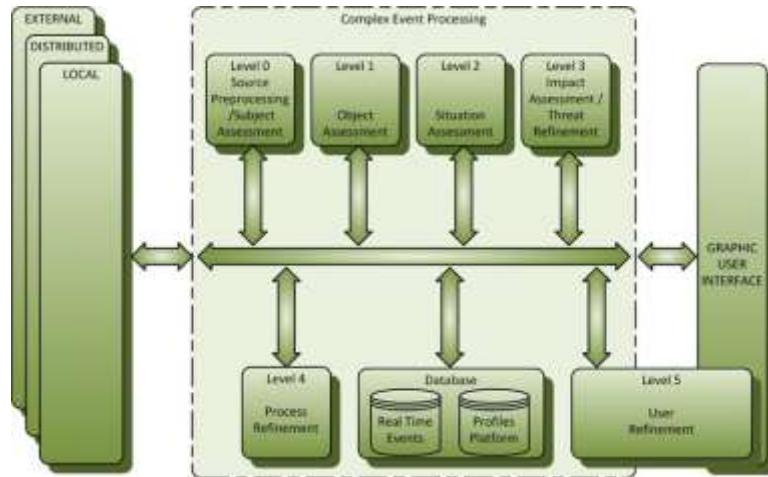 EXTERNAL
DISTRIBUTED
LOCAL
Complex Event Processing
Level 0
Source
Preprocessing
/Subject
Assessment
Level 1
Object
Assessment
Level 2
Situation
Assessment
Level 3
Impact
Assessment /
Threat
Refinement
GRAPHIC
USER
INTERFACE
Level 4
Process
Refinement
Database
Real Time
Events
Profiles
Platform
Level 5
User
Refinement